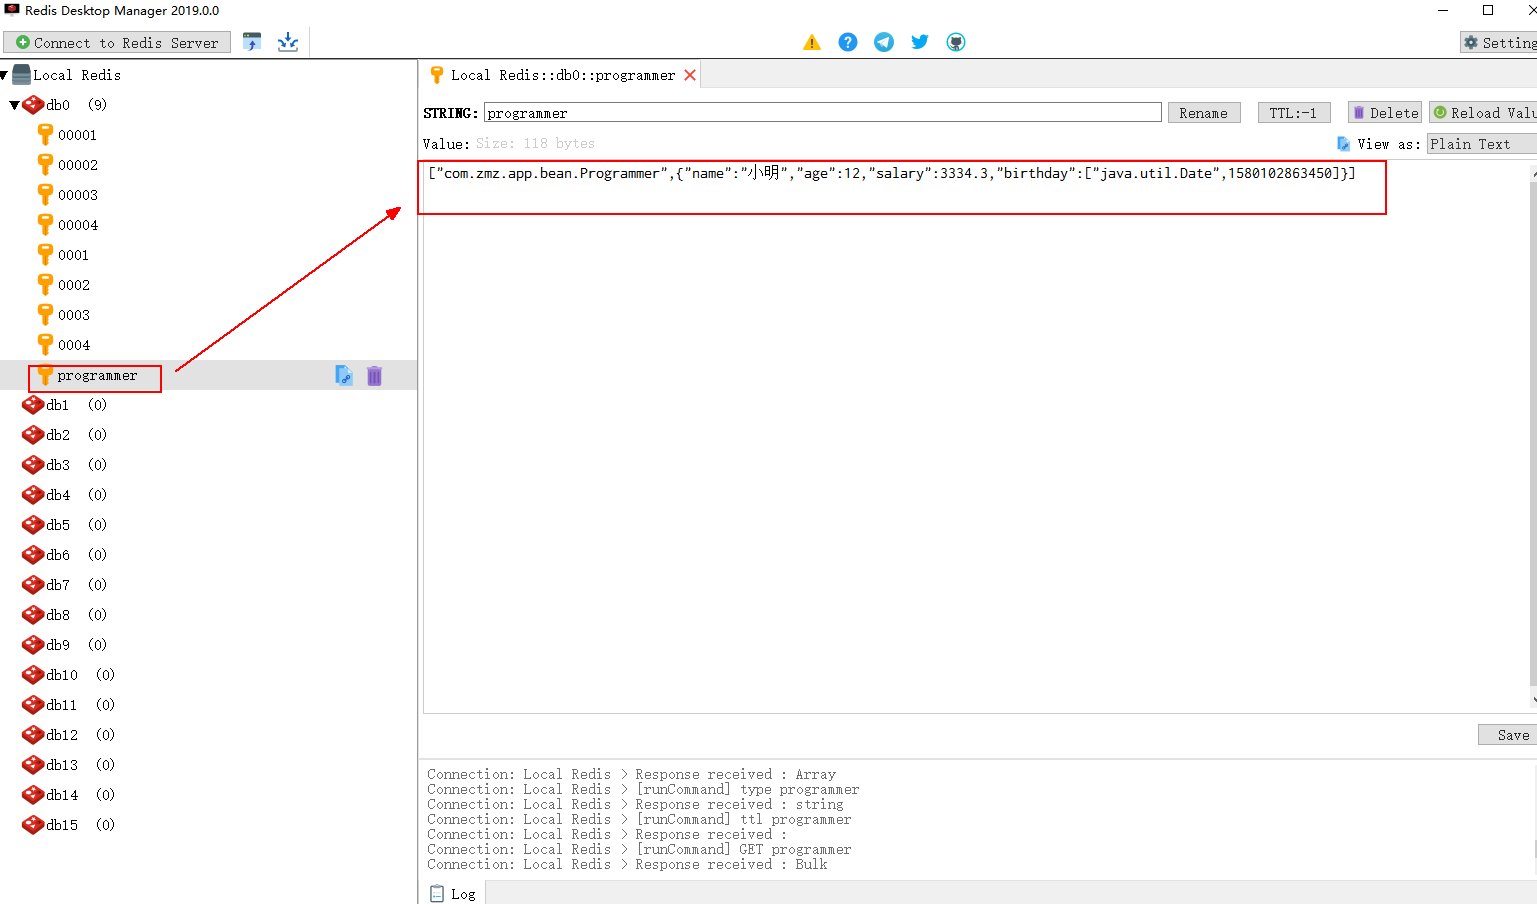 Redis Desktop Manager 2019.0.0
Connect to Redis Server
Setting
Local Redis
db0 (9)
00001
00002
00003
00004
0001
0002
0003
0004
programmer
db1 (0)
db2 (0)
db3 (0)
db4 (0)
db5 (0)
db6 (0)
db7 (0)
db8 (0)
db9 (0)
db10 (0)
db11 (0)
db12 (0)
db13 (0)
db14 (0)
db15 (0)
Local Redis::db0::programmer
STRING: programmer Rename TTL:-1 Delete Reload Valu
Value: Size: 118 bytes View as: Plain Text
["com.zmz.app.bean.Programmer",{"name":"小明","age":12,"salary":3334.3,"birthday":["java.util.Date",1580102863450]}]
Save
Connection: Local Redis > Response received : Array
Connection: Local Redis > [runCommand] type programmer
Connection: Local Redis > Response received : string
Connection: Local Redis > [runCommand] ttl programmer
Connection: Local Redis > Response received :
Connection: Local Redis > [runCommand] GET programmer
Connection: Local Redis > Response received : Bulk
Log